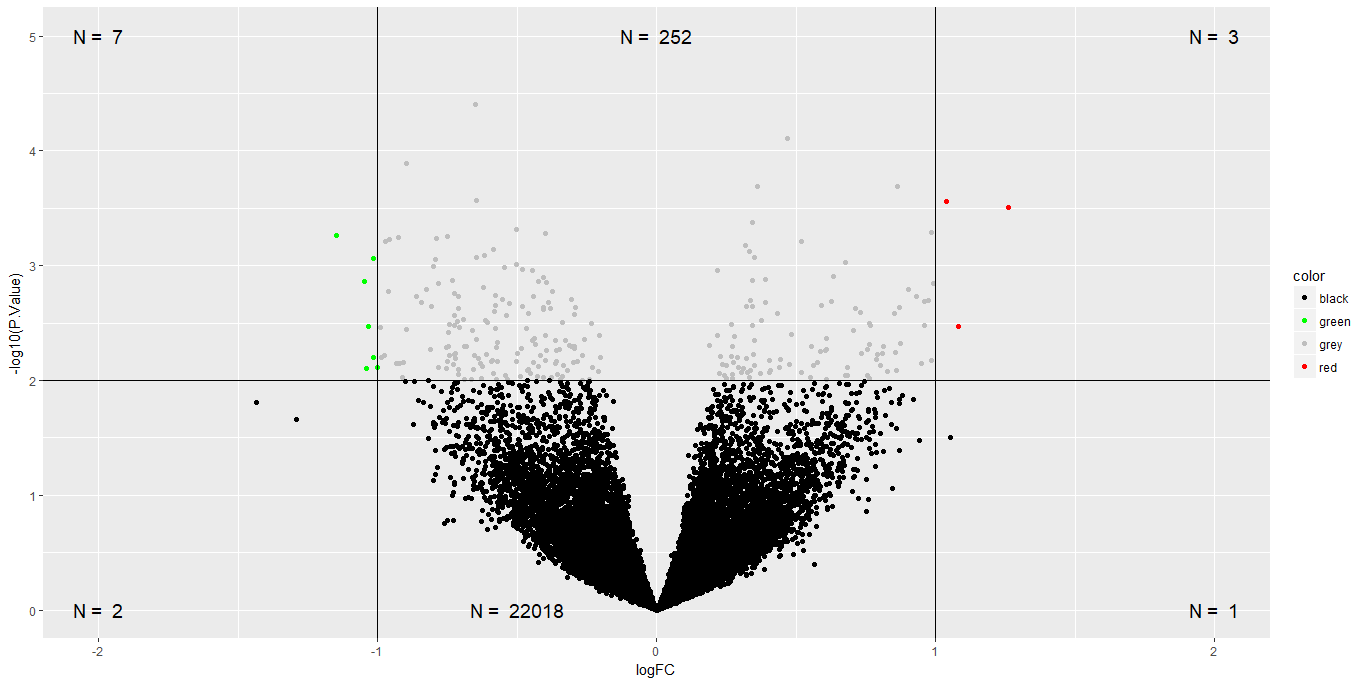 N = 7
N = 252
N = 3
5
4
3
2
1
0
-log10(P.Value)
N = 2
N = 22018
N = 1
-2
-1
0
1
2
logFC
color
black
green
grey
red